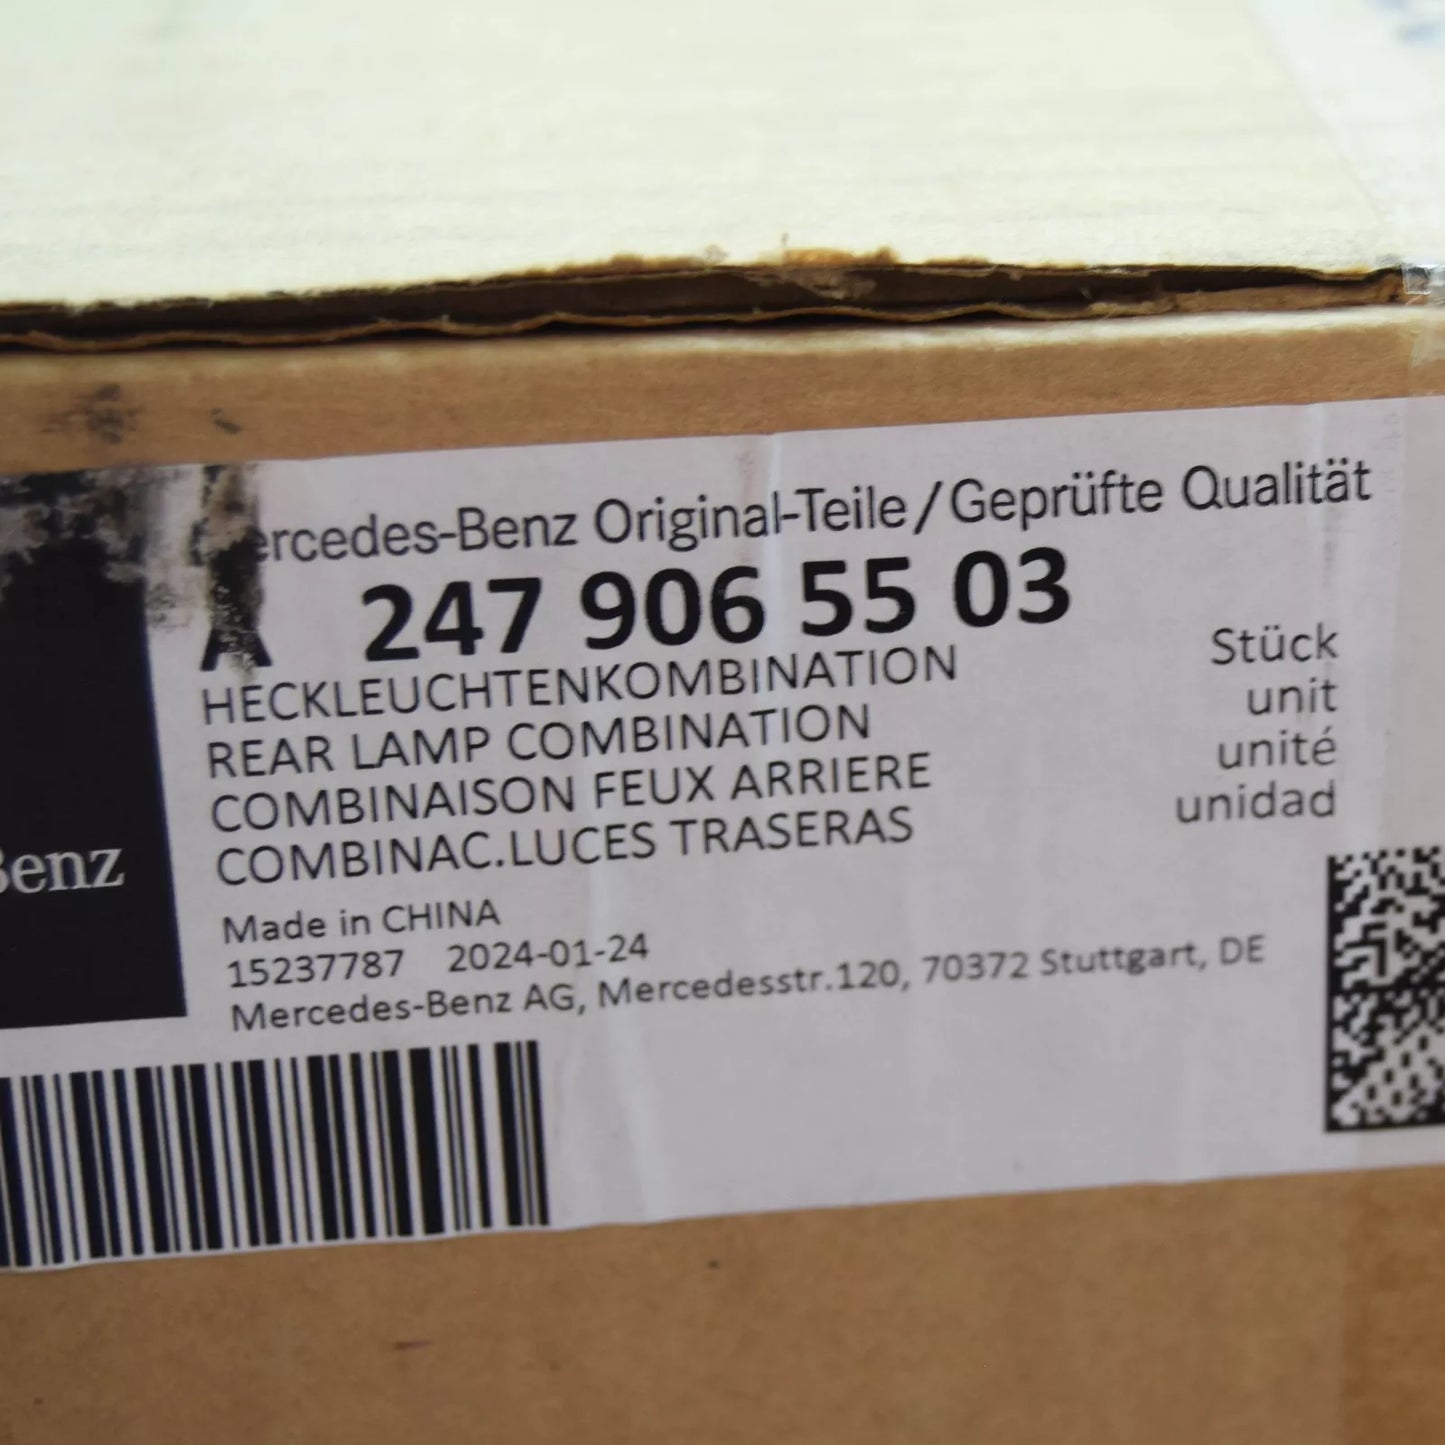 Mercedes-Benz Original-Teile/Geprüfte Qualität
A 247 906 55 03
HECKLEUCHTENKOMBINATION Stück
REAR LAMP COMBINATION unit
COMBINAISON FEUX ARRIERE unité
COMBINAC.LUCES TRASERAS unidad
Benz
Made in CHINA
15237787 2024-01-24
Mercedes-Benz AG, Mercedesstr.120, 70372 Stuttgart, DE